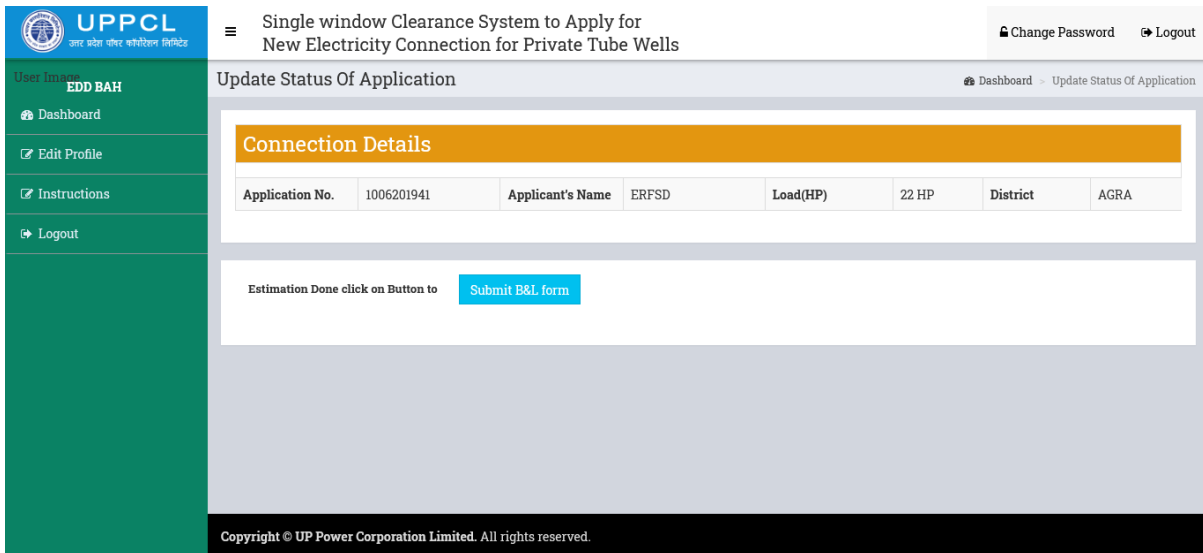 UPPCL
उत्तर प्रदेश पॉवर कॉर्पोरेशन लिमिटेड
Single window Clearance System to Apply for
New Electricity Connection for Private Tube Wells
Change Password
Logout
User Image
EDD BAH
Dashboard
Edit Profile
Instructions
Logout
Update Status Of Application
Dashboard > Update Status Of Application
Connection Details
Application No. 1006201941 Applicant's Name ERFSD Load(HP) 22 HP District AGRA
Estimation Done click on Button to Submit B&L form
Copyright © UP Power Corporation Limited. All rights reserved.